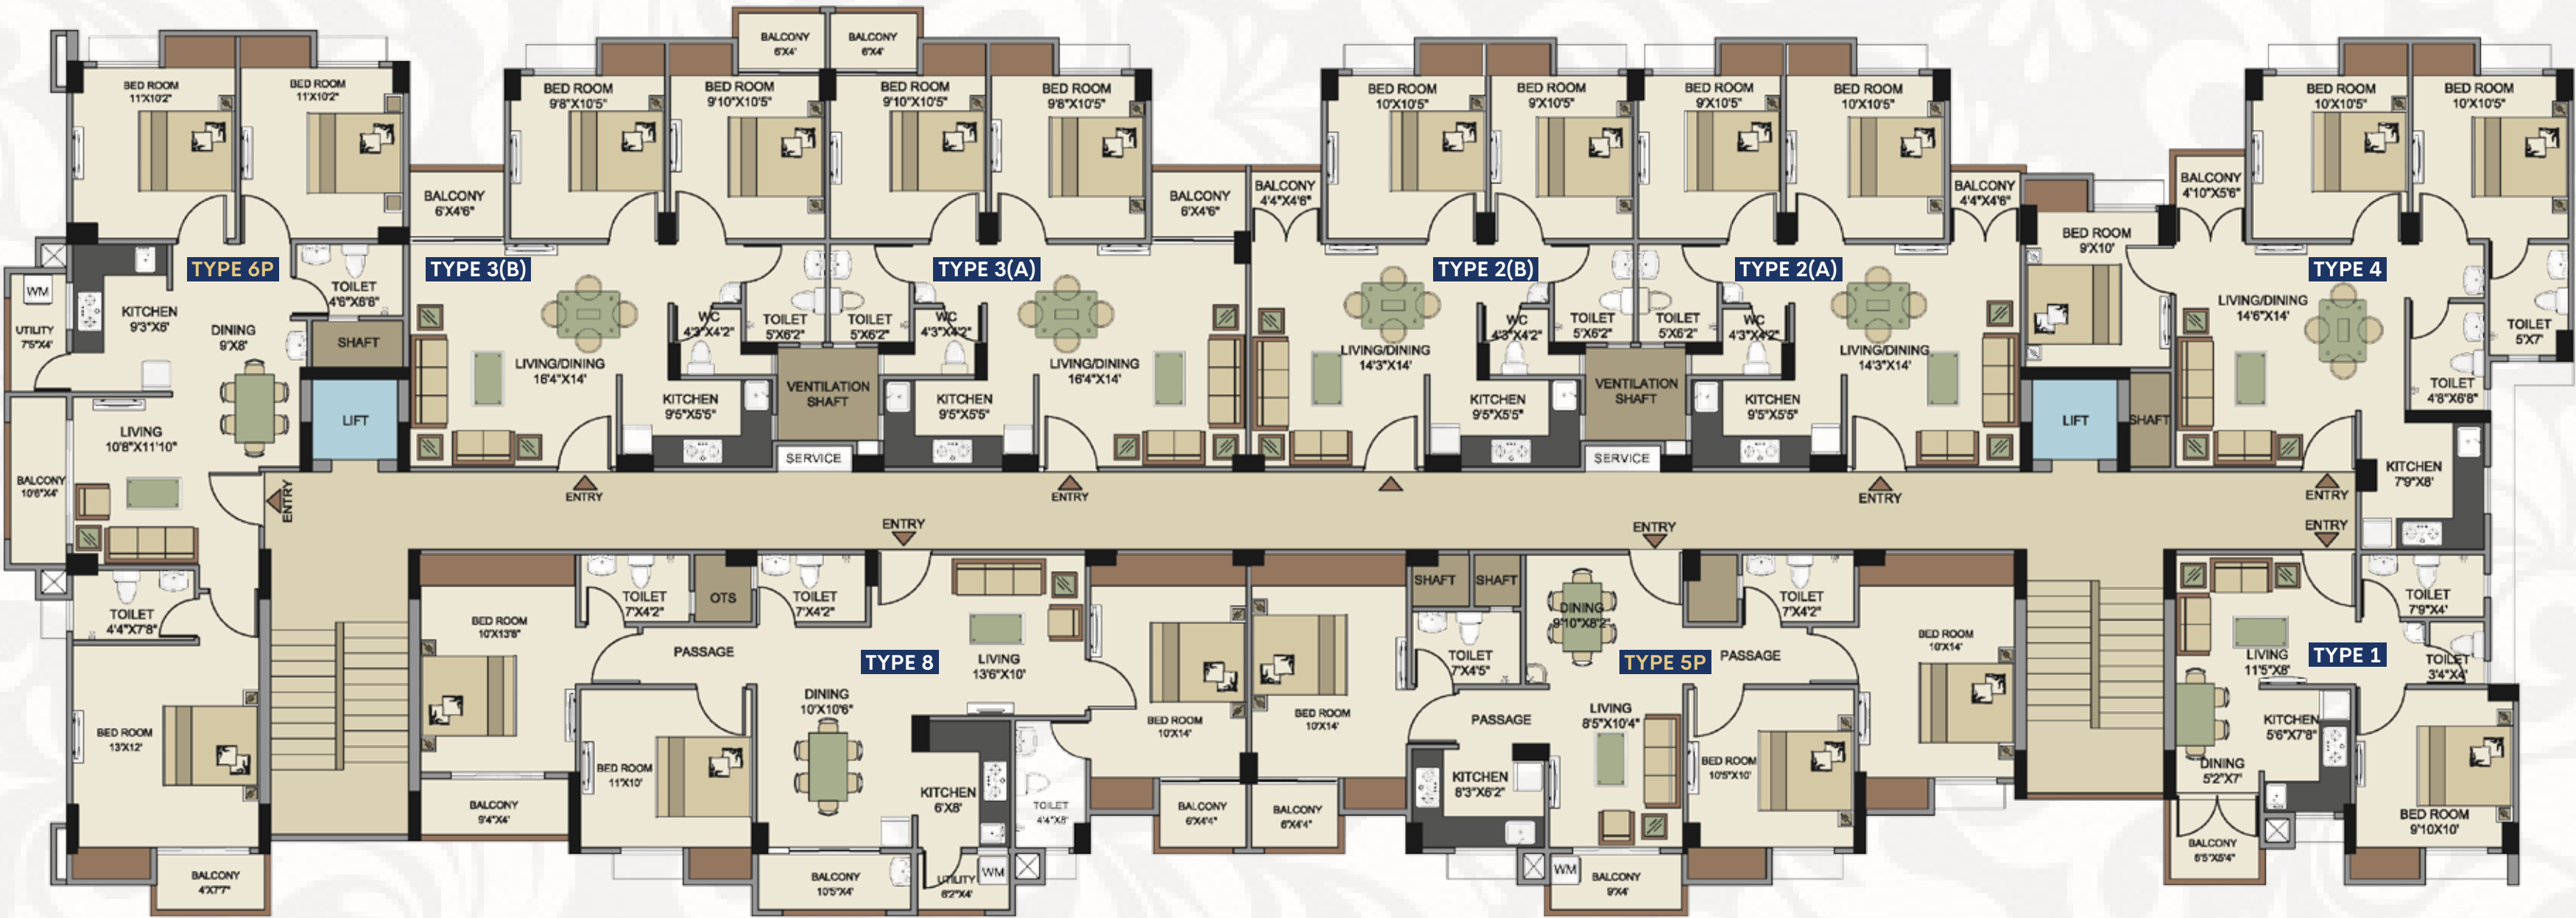 BED ROOM
11'X10'2"
BED ROOM
11'X10'2"
TYPE 6P
WM
UTILITY
7'5"X4'
KITCHEN
9'3"X6'
DINING
9'X8'
TOILET
4'6"X6'8"
SHAFT
LIFT
LIVING
10'8"X11'10"
BALCONY
10'6"X4'
ENTRY
TOILET
4'4"X7'8"
BED ROOM
13'X12'
BALCONY
4'X7'7"
BALCONY
6'X4'6"
BED ROOM
9'8"X10'5"
BED ROOM
9'10"X10'5"
BALCONY
6'X4'
TYPE 3(B)
LIVING/DINING
16'4"X14'
WC
4'3"X4'2"
TOILET
5'X6'2"
KITCHEN
9'5"X5'5"
VENTILATION
SHAFT
SERVICE
ENTRY
BALCONY
6'X4'
BED ROOM
9'10"X10'5"
BED ROOM
9'8"X10'5"
BALCONY
6'X4'6"
TYPE 3(A)
TOILET
5'X6'2"
WC
4'3"X4'2"
LIVING/DINING
16'4"X14'
KITCHEN
9'5"X5'5"
ENTRY
BALCONY
4'4"X4'6"
BED ROOM
10'X10'5"
BED ROOM
9'X10'5"
TYPE 2(B)
LIVING/DINING
14'3"X14'
WC
4'3"X4'2"
TOILET
5'X6'2"
KITCHEN
9'5"X5'5"
VENTILATION
SHAFT
SERVICE
BED ROOM
9'X10'5"
BED ROOM
10'X10'5"
BALCONY
4'4"X4'6"
TYPE 2(A)
TOILET
5'X6'2"
WC
4'3"X4'2"
LIVING/DINING
14'3"X14'
KITCHEN
9'5"X5'5"
ENTRY
BED ROOM
9'X10'
LIFT
SHAFT
BALCONY
4'10"X5'6"
BED ROOM
10'X10'5"
BED ROOM
10'X10'5"
TYPE 4
LIVING/DINING
14'6"X14'
TOILET
5'X7'
TOILET
4'8"X6'8"
KITCHEN
7'9"X8'
ENTRY
ENTRY
BED ROOM
10'X13'8"
BALCONY
9'4"X4'
TOILET
7'X4'2"
OTS
TOILET
7'X4'2"
ENTRY
PASSAGE
TYPE 8
LIVING
13'6"X10'
DINING
10'X10'6"
BED ROOM
11'X10'
KITCHEN
6'X8'
TOILET
4'4"X8'
BALCONY
10'5"X4'
UTILITY
6'2"X4'
WM
BED ROOM
10'X14'
BALCONY
6'X4'4"
BED ROOM
10'X14'
BALCONY
6'X4'4"
SHAFT
SHAFT
TOILET
7'X4'5"
DINING
9'10"X8'2"
ENTRY
TYPE 5P
PASSAGE
TOILET
7'X4'2"
PASSAGE
LIVING
8'5"X10'4"
KITCHEN
8'3"X6'2"
WM
BALCONY
9'X4'
BED ROOM
10'5"X10'
BED ROOM
10'X14'
TOILET
7'9"X4'
TYPE 1
LIVING
11'5"X8'
TOILET
3'4"X4'
KITCHEN
5'6"X7'8"
DINING
5'2"X7'
BALCONY
6'5"X5'4"
BED ROOM
9'10X10'